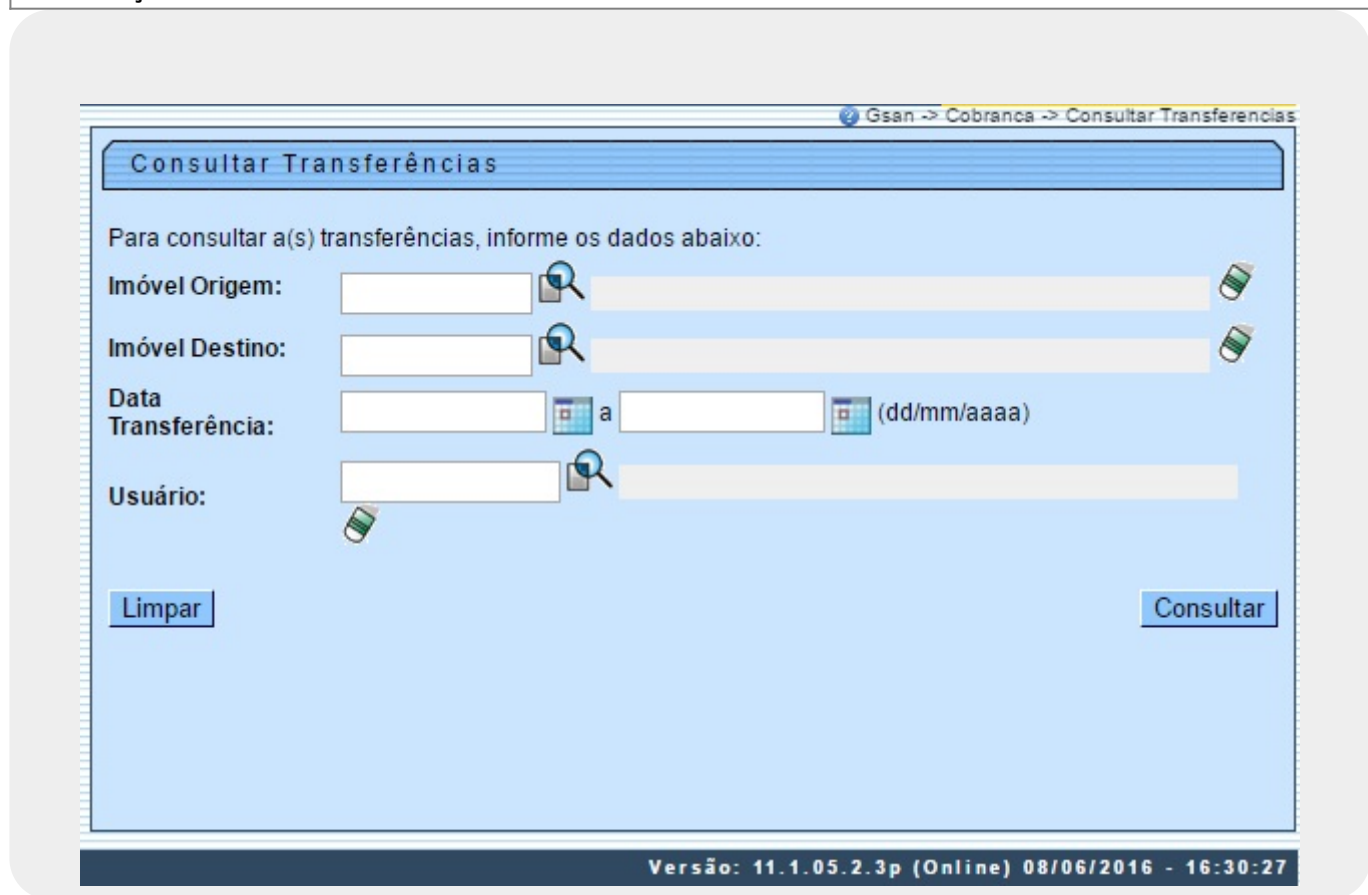 Gsan -> Cobranca -> Consultar Transferencias
Consultar Transferências
Para consultar a(s) transferências, informe os dados abaixo:
Imóvel Origem:
Imóvel Destino:
Data
Transferência:
a
(dd/mm/aaaa)
Usuário:
Limpar
Consultar
Versão: 11.1.05.2.3p (Online) 08/06/2016 - 16:30:27